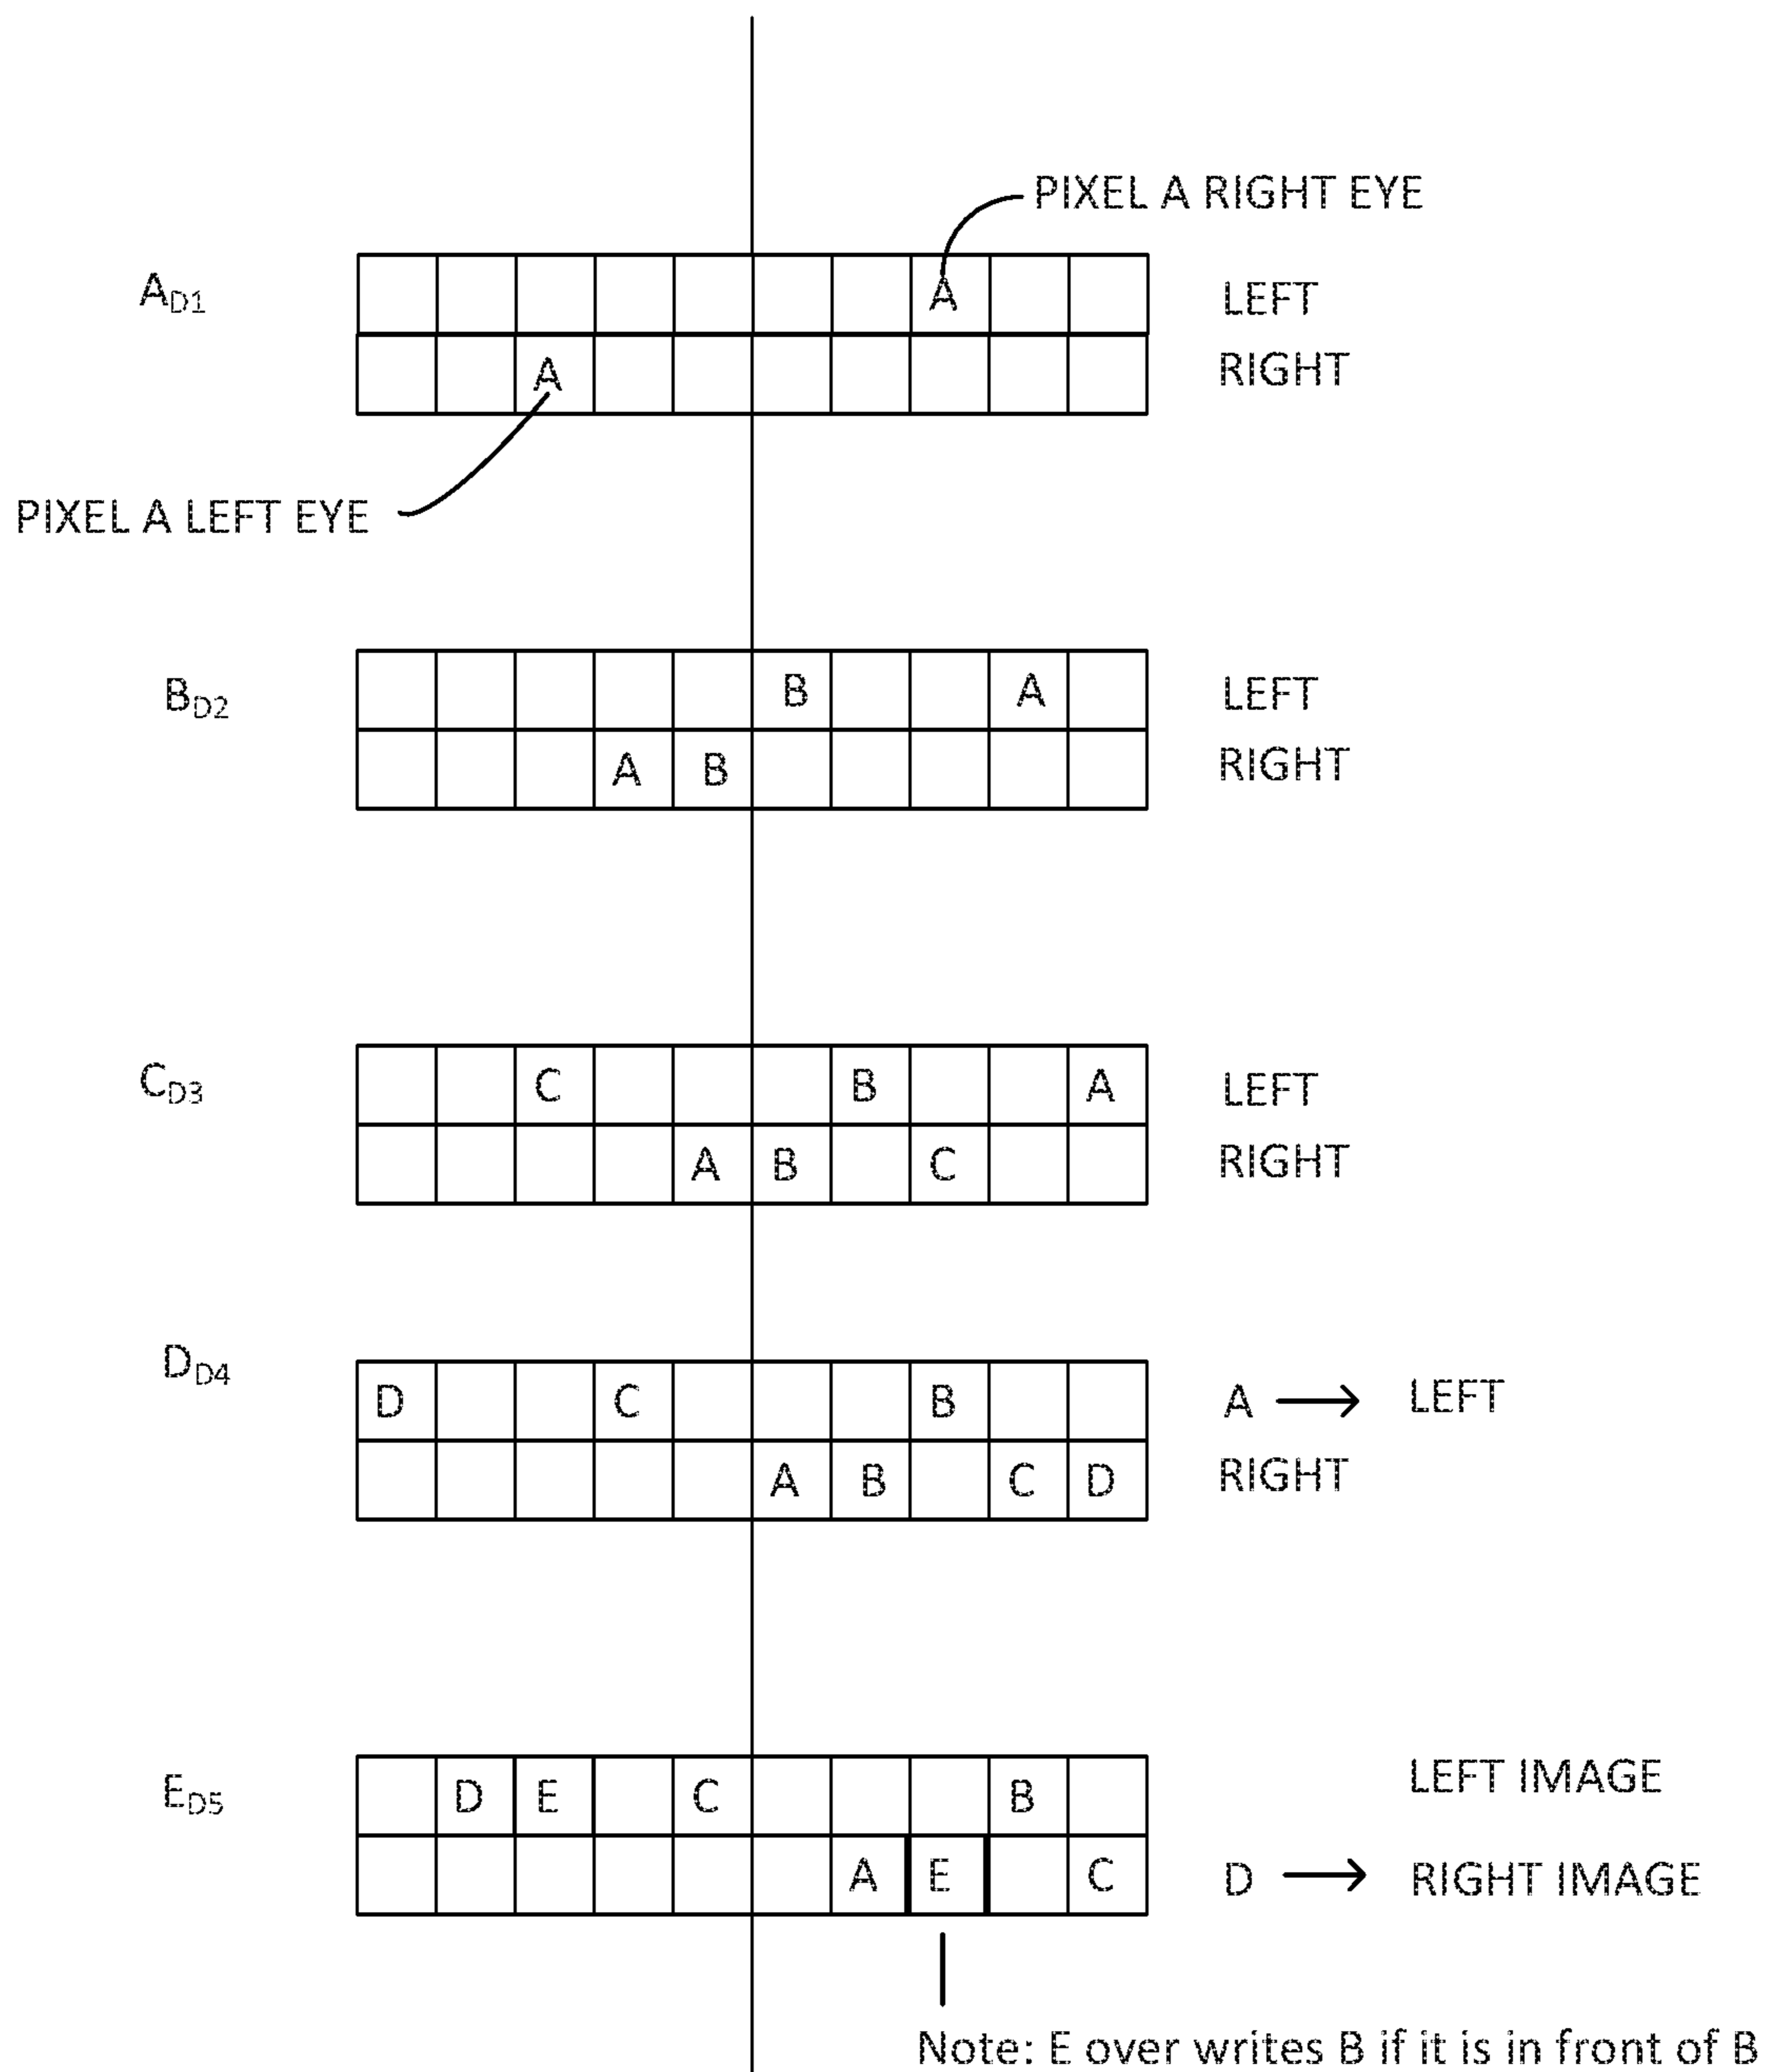 PIXEL A RIGHT EYE
A_D1 A LEFT
A RIGHT
PIXEL A LEFT EYE
B_D2 B A LEFT
A B RIGHT
C_D3 C B A LEFT
A B C RIGHT
D_D4 D C B A → LEFT
A B C D RIGHT
E_D5 D E C B LEFT IMAGE
A E C D → RIGHT IMAGE
Note: E over writes B if it is in front of B